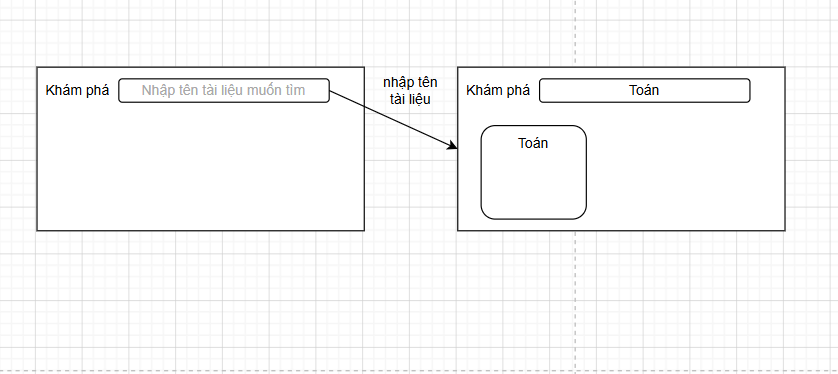 Khám phá
Nhập tên tài liệu muốn tìm
nhập tên
tài liệu
Khám phá
Toán
Toán